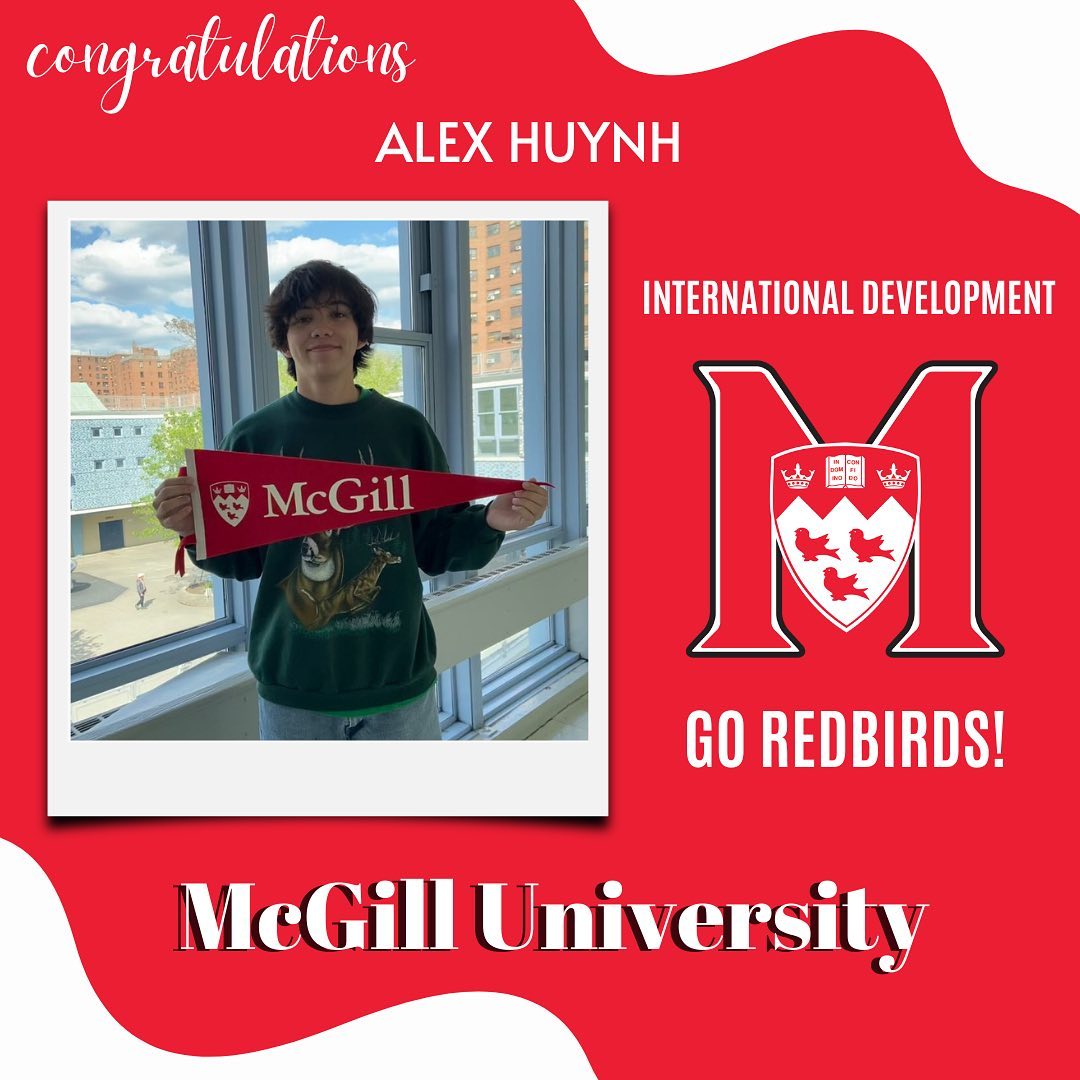 congratulations
ALEX HUYNH
INTERNATIONAL DEVELOPMENT
McGill
IN
DOM
INO
CON
FI
DO
GO REDBIRDS!
McGill University